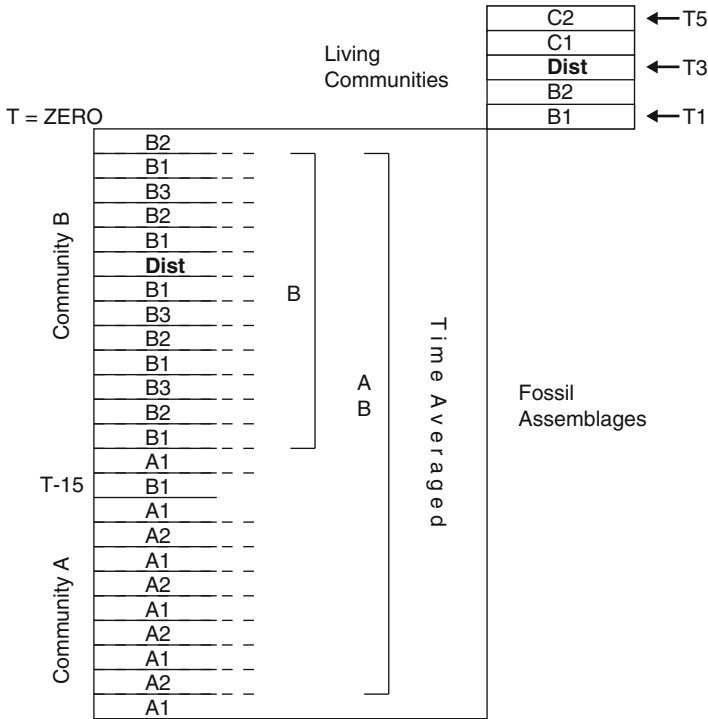 C2
T5
C1
Dist
T3
B2
B1
T1
Living
Communities
T = ZERO
B2
B1
B3
B2
B1
Dist
B1
B3
B2
B1
B3
B2
B1
A1
T-15
B1
A1
A2
A1
A2
A1
A2
A1
A2
A1
Community B
Community A
B
A
B
Time Averaged
Fossil
Assemblages